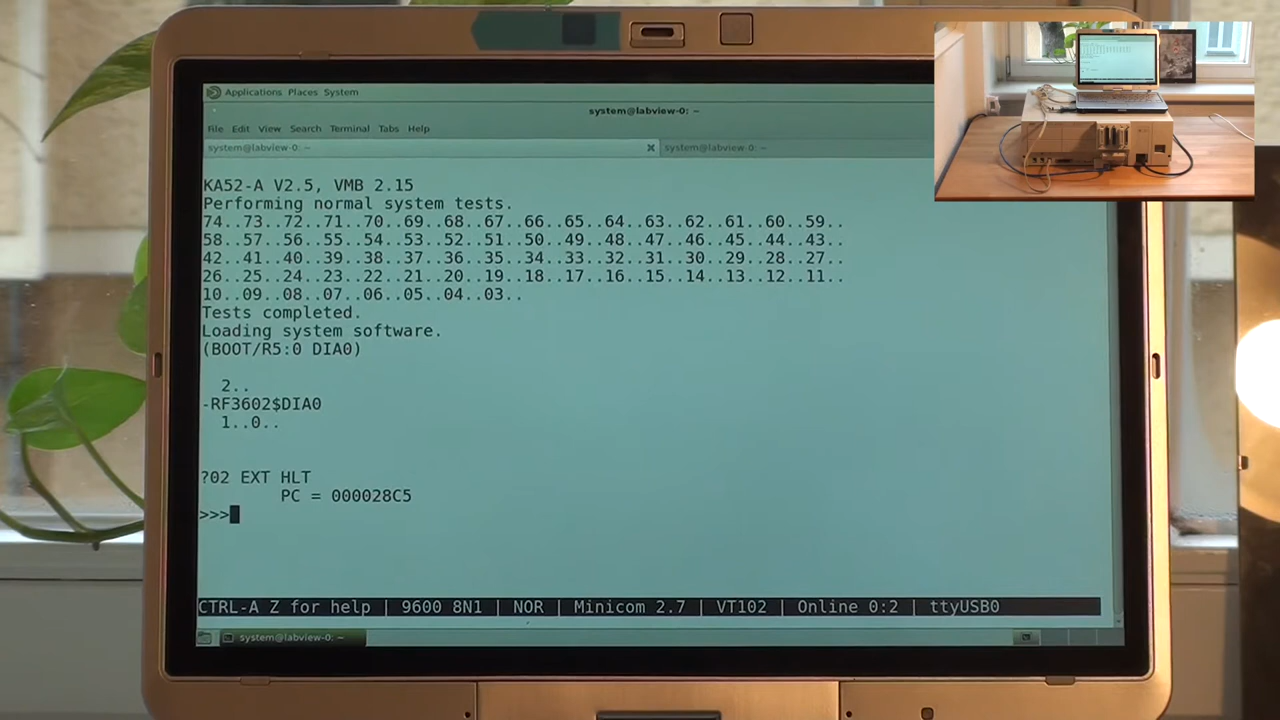 Applications Places System
system@labview-0: ~
File Edit View Search Terminal Tabs Help
system@labview-0: ~ system@labview-0: ~
KA52-A V2.5, VMB 2.15
Performing normal system tests.
74..73..72..71..70..69..68..67..66..65..64..63..62..61..60..59..
58..57..56..55..54..53..52..51..50..49..48..47..46..45..44..43..
42..41..40..39..38..37..36..35..34..33..32..31..30..29..28..27..
26..25..24..23..22..21..20..19..18..17..16..15..14..13..12..11..
10..09..08..07..06..05..04..03..
Tests completed.
Loading system software.
(BOOT/R5:0 DIA0)
2..
-RF3602$DIA0
1..0..
?02 EXT HLT
PC = 000028C5
>>>
CTRL-A Z for help | 9600 8N1 | NOR | Minicom 2.7 | VT102 | Online 0:2 | ttyUSB0
system@labview-0: ~